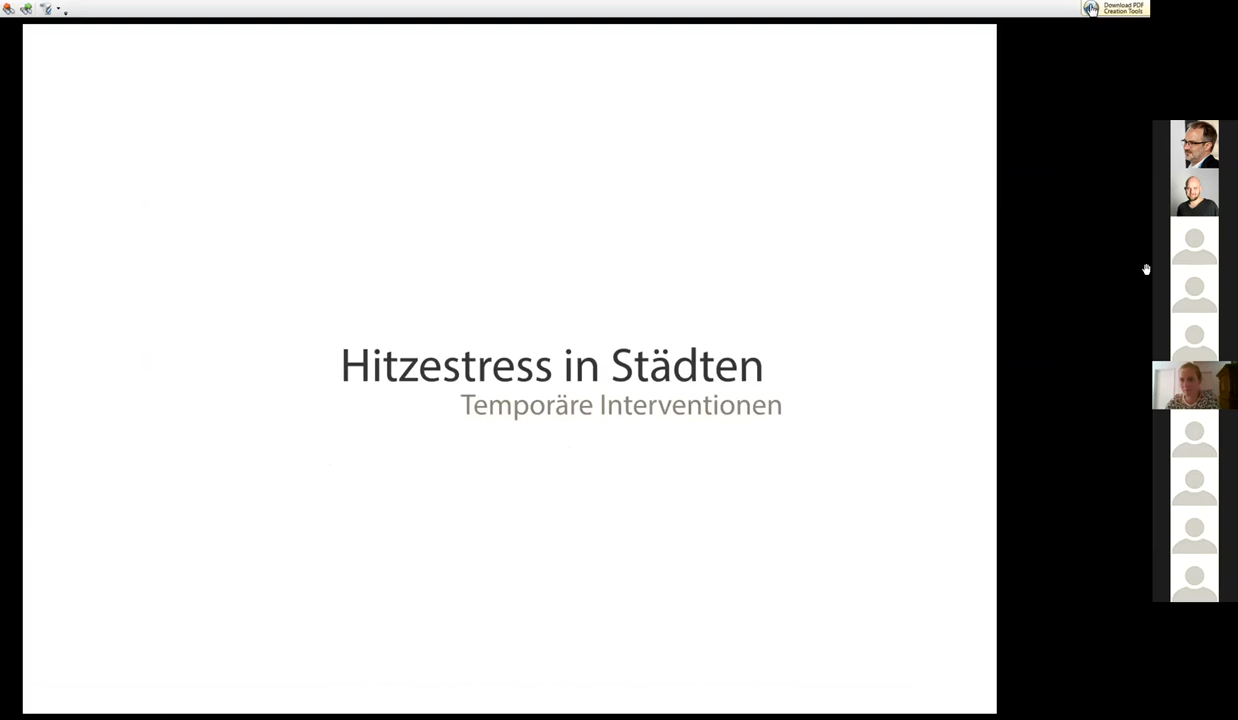 Download PDF
Creation Tools
Hitzestress in Städten
Temporäre Interventionen